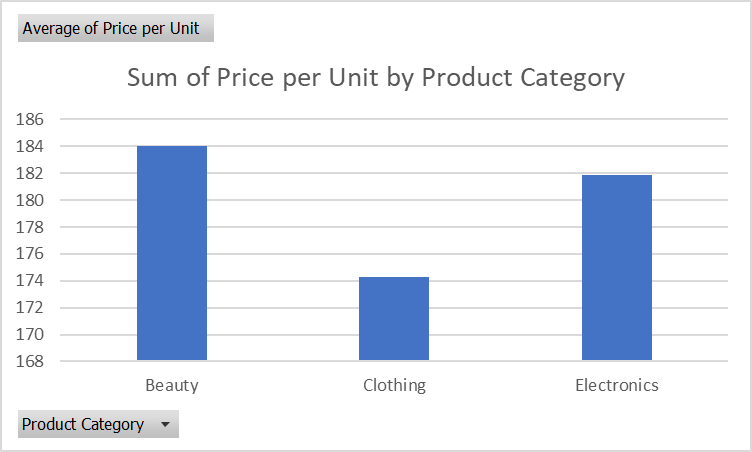 Average of Price per Unit
Sum of Price per Unit by Product Category
186
184
182
180
178
176
174
172
170
168
Beauty Clothing Electronics
Product Category